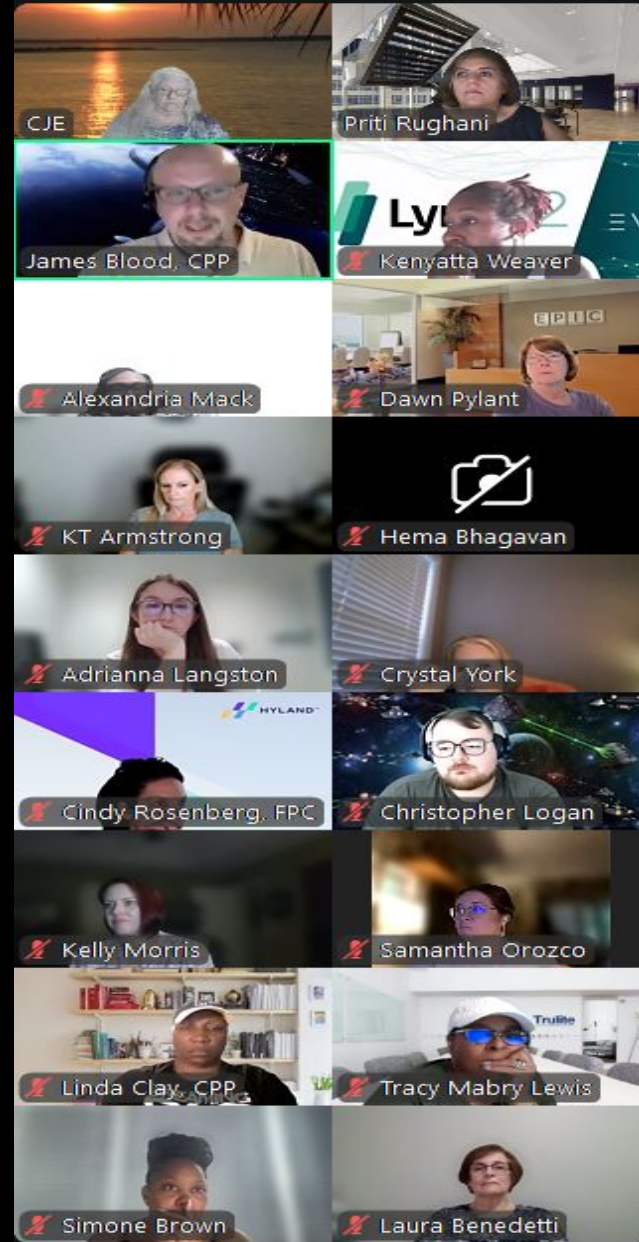 CJE
Priti Rughani
James Blood, CPP
Kenyatta Weaver
Alexandria Mack
EPIC
Dawn Pylant
KT Armstrong
Hema Bhagavan
Adrianna Langston
Crystal York
HYLAND
Cindy Rosenberg, FPC
Christopher Logan
Kelly Morris
Samantha Orozco
Linda Clay, CPP
Trulite
Tracy Mabry Lewis
Simone Brown
Laura Benedetti